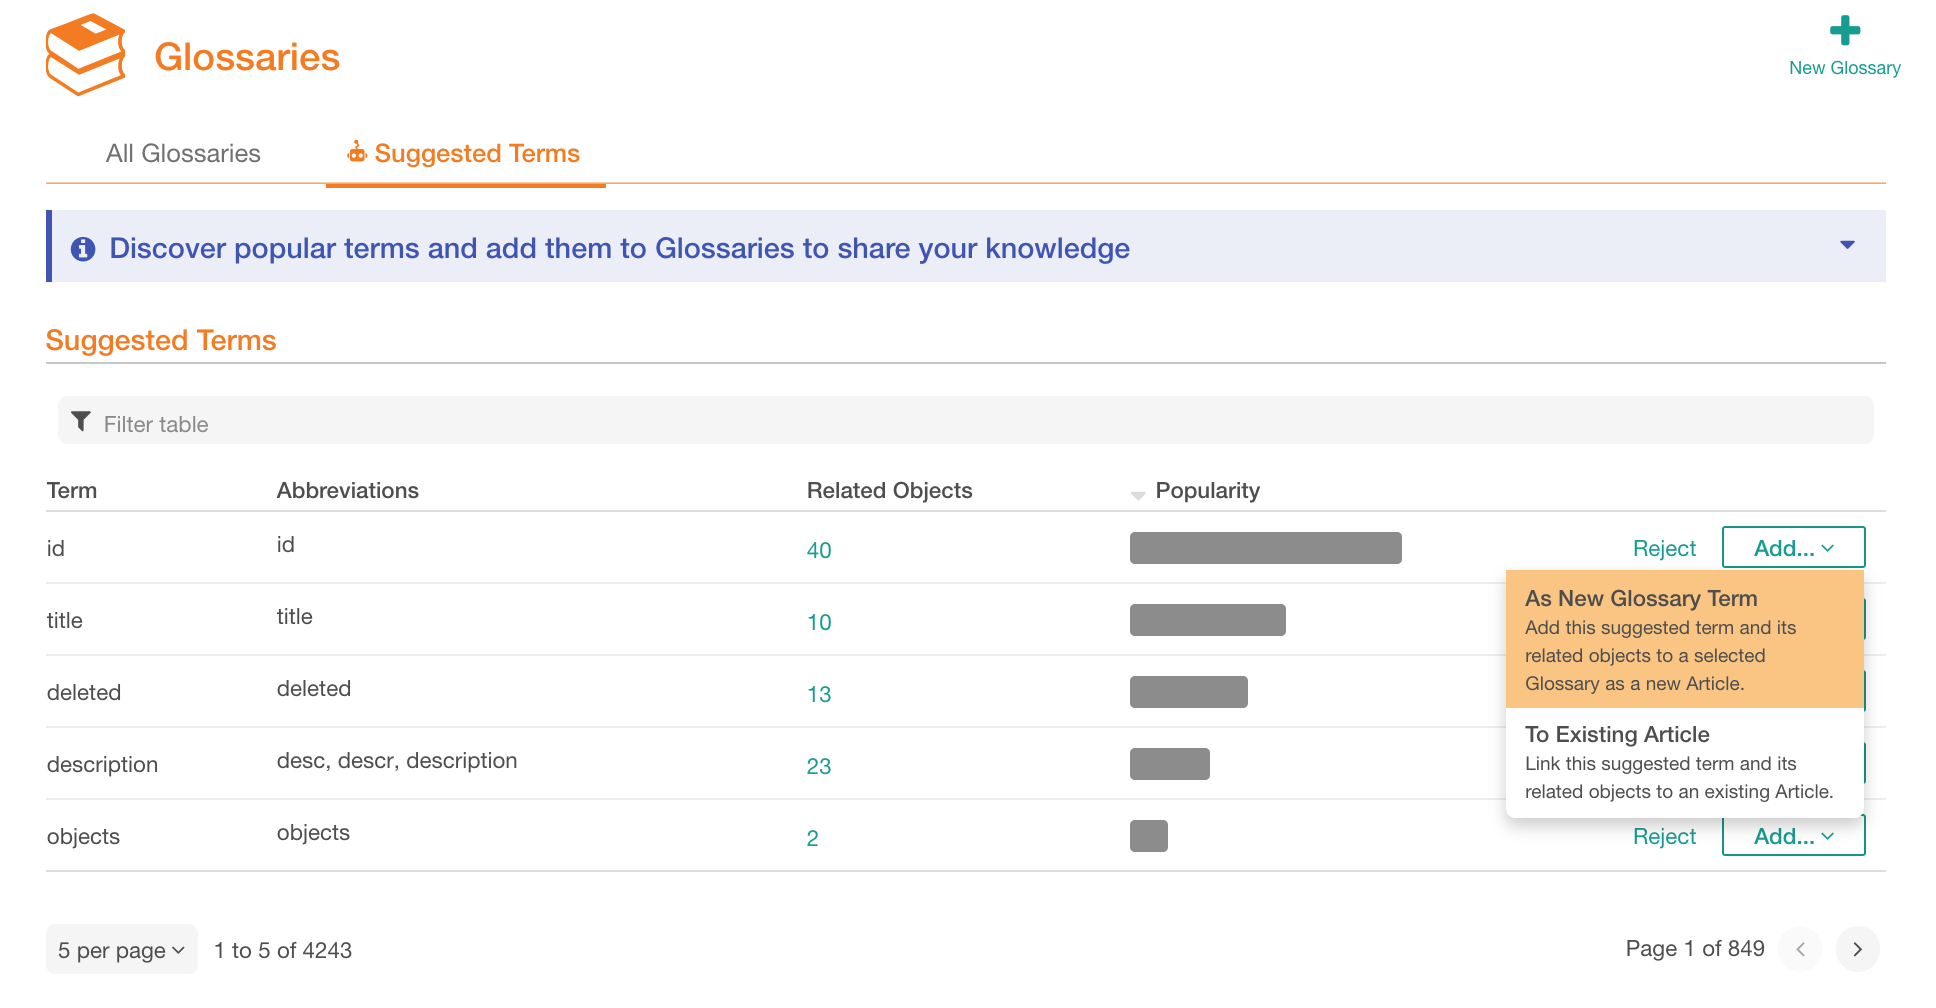 Glossaries
New Glossary
All Glossaries
Suggested Terms
Discover popular terms and add them to Glossaries to share your knowledge
Suggested Terms
Filter table
Term Abbreviations Related Objects Popularity
id id 40 Reject Add...
title title 10
deleted deleted 13
description desc, descr, description 23
objects objects 2 Reject Add...
As New Glossary Term
Add this suggested term and its
related objects to a selected
Glossary as a new Article.
To Existing Article
Link this suggested term and its
related objects to an existing Article.
5 per page 1 to 5 of 4243 Page 1 of 849